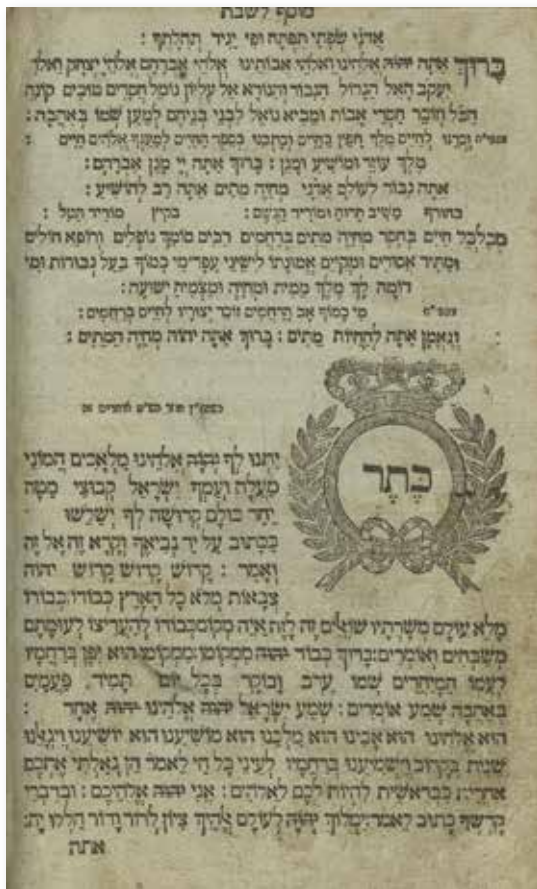 מוסף לשבת
אדני שפתי תפתח ופי יגיד תהלתך :
ברוך אתה יהוה אלהינו ואלהי אבותינו אלהי אברהם אלהי יצחק ואלהי
יעקב האל הגדול הגבור והנורא אל עליון גומל חסדים טובים קונה
הכל וזוכר חסדי אבות ומביא גואל לבני בניהם למען שמו באהבה :
זכרנו לחיים מלך חפץ בחיים וכתבנו בספר החיים למענך אלהים חיים :
מלך עוזר ומושיע ומגן : ברוך אתה יי מגן אברהם :
אתה גבור לעולם אדני מחיה מתים אתה רב להושיע :
בחורף משיב הרוח ומוריד הגשם : בקיץ מוריד הטל :
מכלכל חיים בחסד מחיה מתים ברחמים רבים סומך נופלים ורופא חולים
ומתיר אסורים ומקיים אמונתו לישיני עפר מי כמוך בעל גבורות ומי
דומה לך מלך ממית ומחיה ומצמיח ישועה :
מי כמוך אב הרחמים זוכר יצוריו לחיים ברחמים :
ונאמן אתה להחיות מתים : ברוך אתה יהוה מחיה המתים :
כתר
יתנו לך יהוה אלהינו מלאכים המוני
מעלה ועמך ישראל קבוצי מטה
יחד כולם קדושה לך ישלשו
ככתוב על יד נביאך וקרא זה אל זה
ואמר : קדוש קדוש קדוש יהוה
צבאות מלא כל הארץ כבודו : כבודו
מלא עולם משרתיו שואלים זה לזה איה מקום כבודו להעריצו לעומתם
משבחים ואומרים : ברוך כבוד יהוה ממקומו : ממקומו הוא יפן ברחמיו
לעמו המיחדים שמו ערב ובוקר בכל יום תמיד פעמים
באהבה שמע אומרים : שמע ישראל יהוה אלהינו יהוה אחד :
הוא אלהינו הוא אבינו הוא מלכנו הוא מושיענו הוא יושיענו ויגאלנו
שנית בקרוב וישמיענו ברחמיו לעיני כל חי לאמר הן גאלתי אתכם
אחרית כבראשית להיות לכם לאלהים : אני יהוה אלהיכם : ובדברי
קדשך כתוב לאמר : ימלוך יהוה לעולם אלהיך ציון לדור ודור הללויה :
אתה